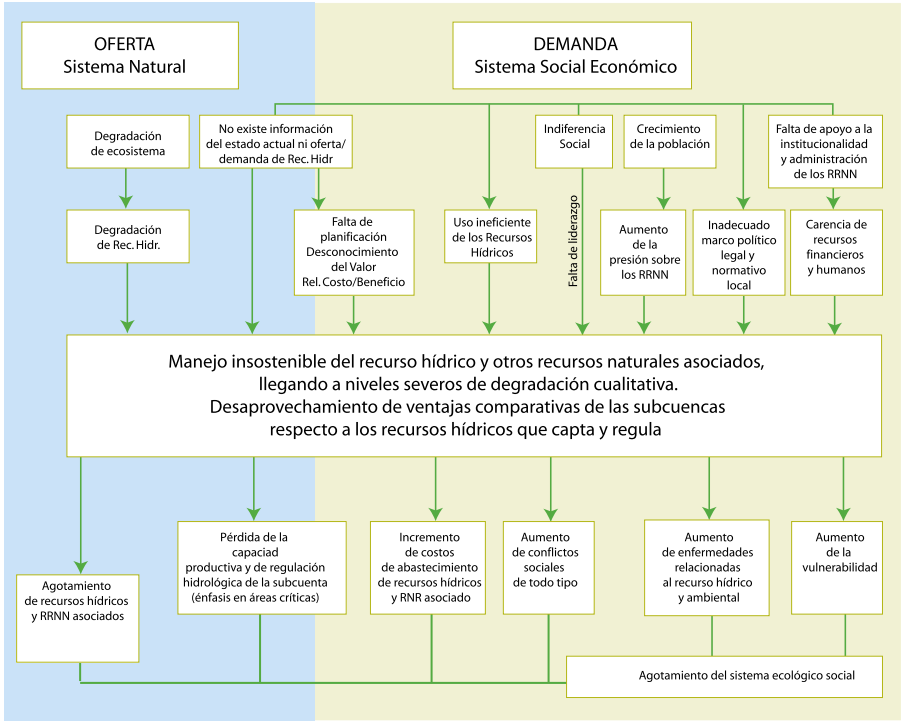 OFERTA
Sistema Natural
DEMANDA
Sistema Social Económico
Degradación
de ecosistema
No existe información
del estado actual ni oferta/
demanda de Rec. Hidr
Indiferencia
Social
Crecimiento
de la población
Falta de apoyo a la
institucionalidad
y administración
de los RRNN
Degradación
de Rec. Hidr.
Falta de
planificación
Desconocimiento
del Valor
Rel. Costo/Beneficio
Uso ineficiente
de los Recursos
Hídricos
Falta de liderazgo
Aumento
de la
presión sobre
los RRNN
Inadecuado
marco político
legal y
normativo
local
Carencia de
recursos
financieros
y humanos
Manejo insostenible del recurso hídrico y otros recursos naturales asociados,
llegando a niveles severos de degradación cualitativa.
Desaprovechamiento de ventajas comparativas de las subcuencas
respecto a los recursos hídricos que capta y regula
Agotamiento
de recursos hídricos
y RRNN asociados
Pérdida de la
capaciad
productiva y de regulación
hidrológica de la subcuenta
(énfasis en áreas críticas)
Incremento
de costos
de abastecimiento
de recursos hídricos
y RNR asociado
Aumento
de conflictos
sociales
de todo tipo
Aumento
de enfermedades
relacionadas
al recurso hídrico
y ambiental
Aumento
de la
vulnerabilidad
Agotamiento del sistema ecológico social